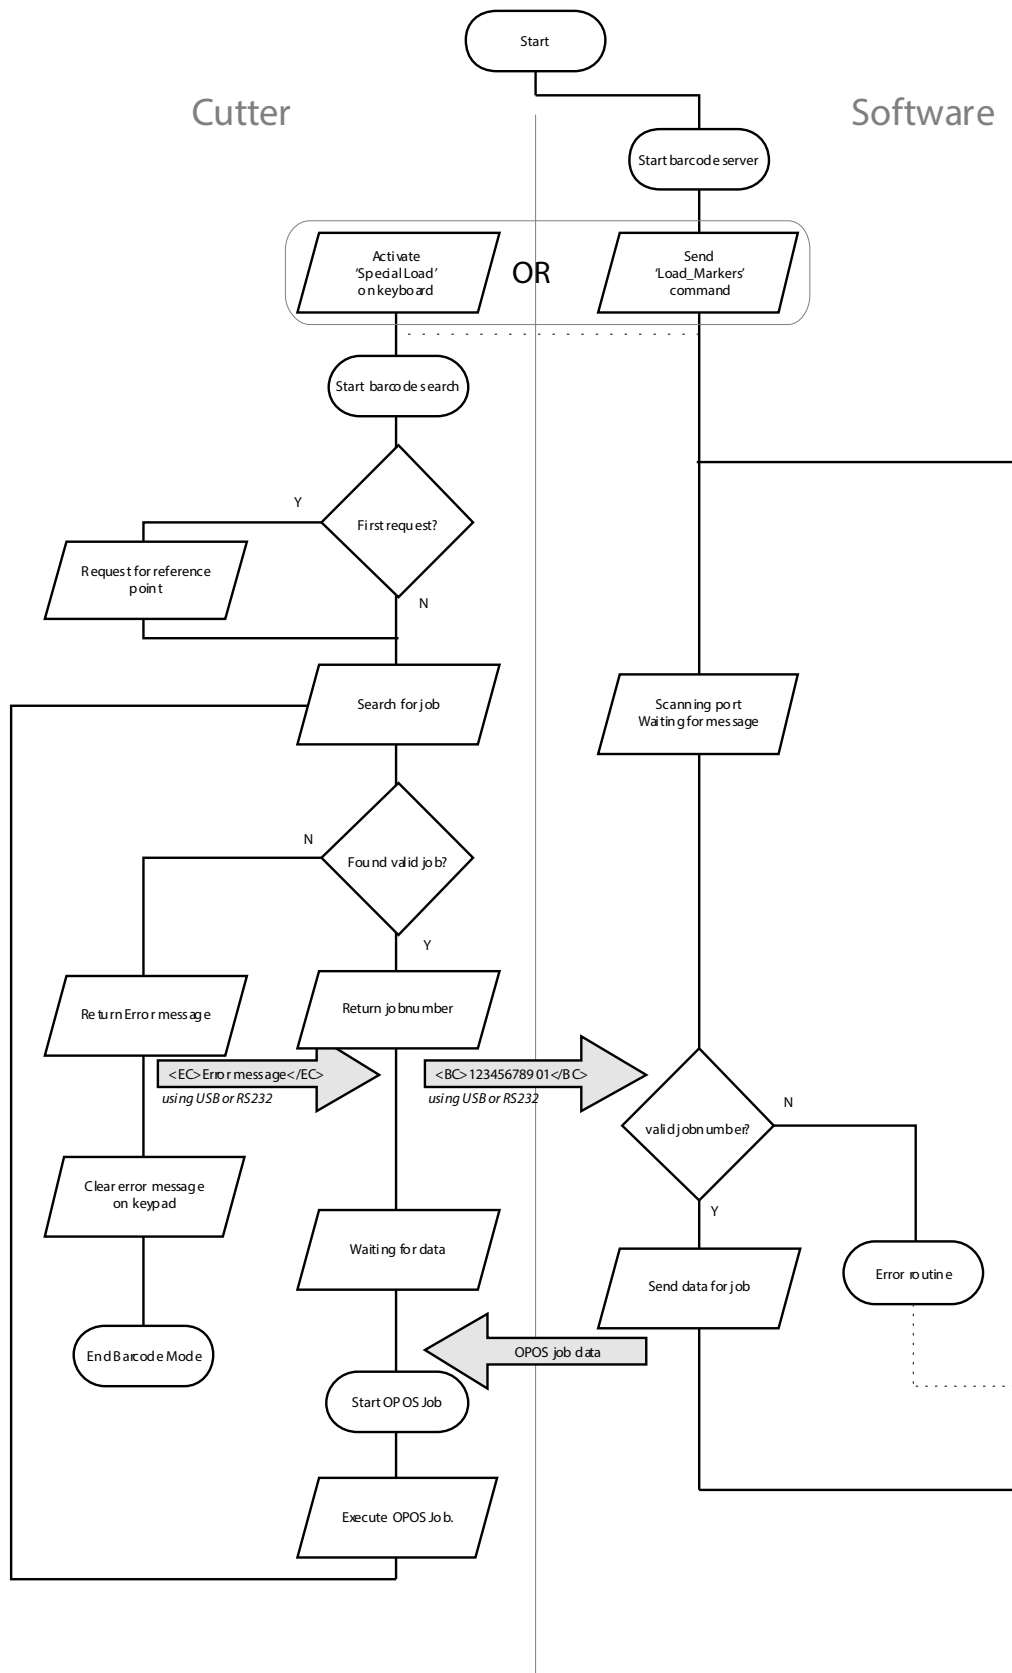 Start
Cutter
Software
Start barcode server
Activate
'Special Load'
on keyboard
OR
Send
'Load_Markers'
command
Start barcode search
Y
First request?
Request for reference
point
N
Search for job
Scanning port
Waiting for message
N
Found valid job?
Y
Return Error message
Return jobnumber
<EC>Error message</EC>
using USB or RS232
<BC>12345678901</BC>
using USB or RS232
N
valid jobnumber?
Y
Clear error message
on keypad
Waiting for data
Send data for job
Error routine
End Barcode Mode
OPOS job data
Start OPOS Job
Execute OPOS Job.